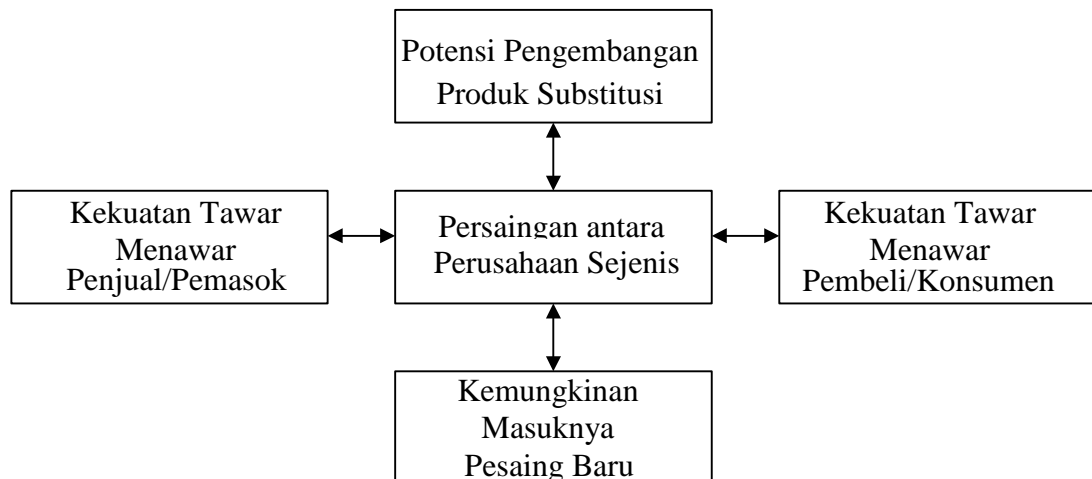 Potensi Pengembangan
Produk Substitusi
Kekuatan Tawar
Menawar
Penjual/Pemasok
Persaingan antara
Perusahaan Sejenis
Kekuatan Tawar
Menawar
Pembeli/Konsumen
Kemungkinan
Masuknya
Pesaing Baru